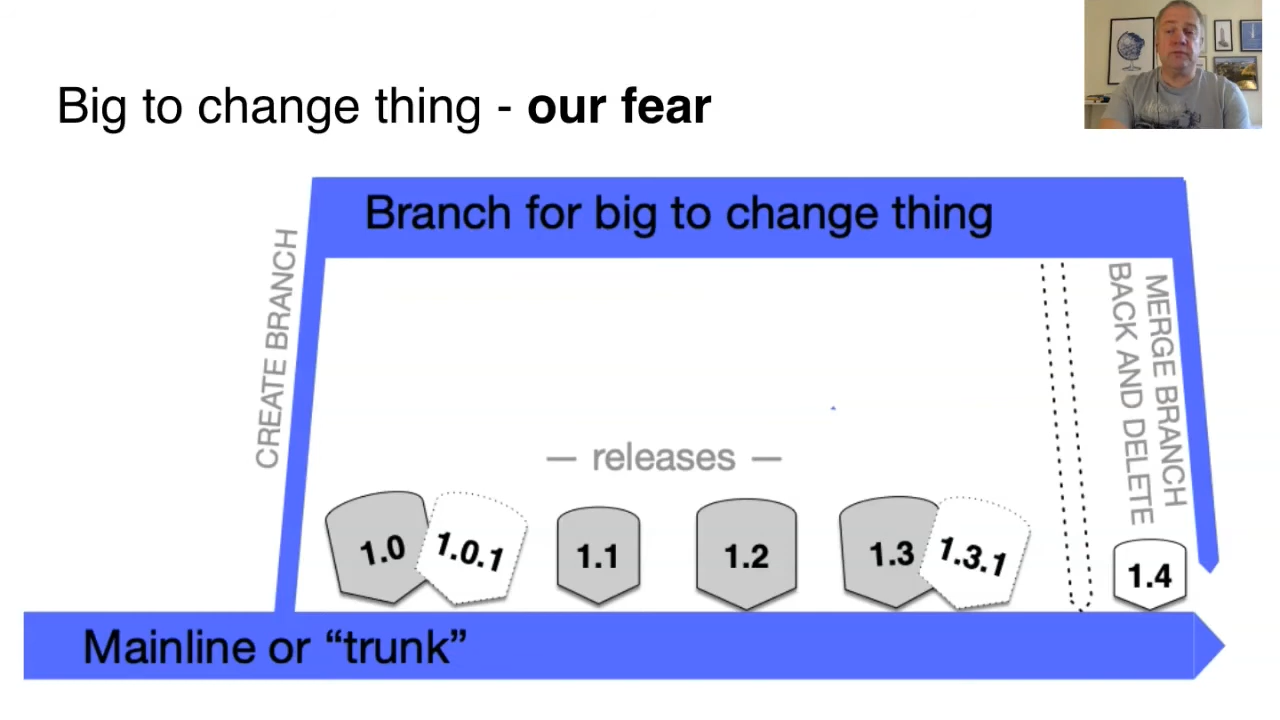 Big to change thing - our fear
Branch for big to change thing
CREATE BRANCH
MERGE BRANCH
BACK AND DELETE
— releases —
1.0
1.0.1
1.1
1.2
1.3
1.3.1
1.4
Mainline or “trunk”